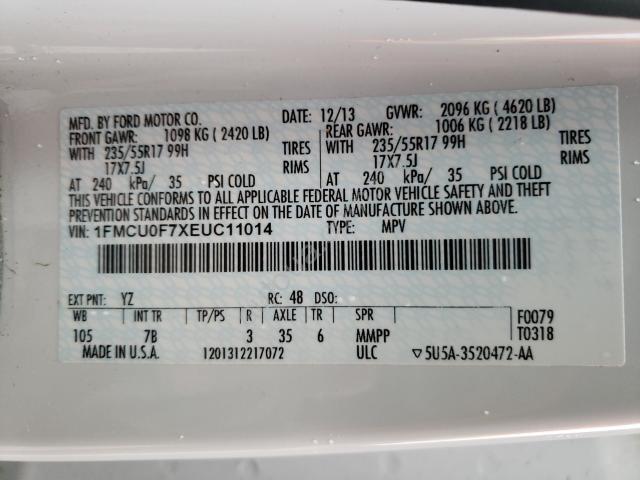 MFD. BY FORD MOTOR CO. DATE: 12/13 GVWR: 2096 KG ( 4620 LB)
FRONT GAWR: 1098 KG ( 2420 LB) REAR GAWR: 1006 KG ( 2218 LB)
WITH 235/55R17 99H TIRES WITH 235/55R17 99H TIRES
17X7.5J RIMS 17X7.5J RIMS
AT 240 kPa/ 35 PSI COLD AT 240 kPa/ 35 PSI COLD
THIS VEHICLE CONFORMS TO ALL APPLICABLE FEDERAL MOTOR VEHICLE SAFETY AND THEFT
PREVENTION STANDARDS IN EFFECT ON THE DATE OF MANUFACTURE SHOWN ABOVE.
VIN: 1FMCU0F7XEUC11014 TYPE: MPV
EXT PNT: YZ RC: 48 DSO:
WB INT TR TP/PS R AXLE TR SPR F0079
105 7B 3 35 6 MMPP T0318
MADE IN U.S.A. 1201312217072 ULC ▽5U5A-3520472-AA